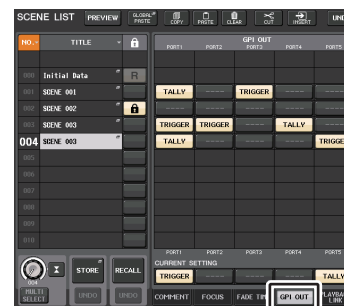 SCENE LIST PREVIEW GLOBAL PASTE COPY PASTE CLEAR CUT INSERT
NO. TITLE GPI OUT
PORT1 PORT2 PORT3 PORT4 PORT5
000 Initial Data R
001 SCENE 001 TALLY ---- TRIGGER ----
002 SCENE 002 ---- ---- ---- ----
003 SCENE 003 TRIGGER TRIGGER ---- TALLY
004 SCENE 003 TALLY ---- ---- ---- TRIGGE
005
006
007
008
009
010
PORT1 PORT2 PORT3 PORT4 PORT5
CURRENT SETTING
004 STORE RECALL TRIGGER ---- ---- ---- TALLY
MULTI SELECT UNDO UNDO COMMENT FOCUS FADE TIM GPI OUT
LINK